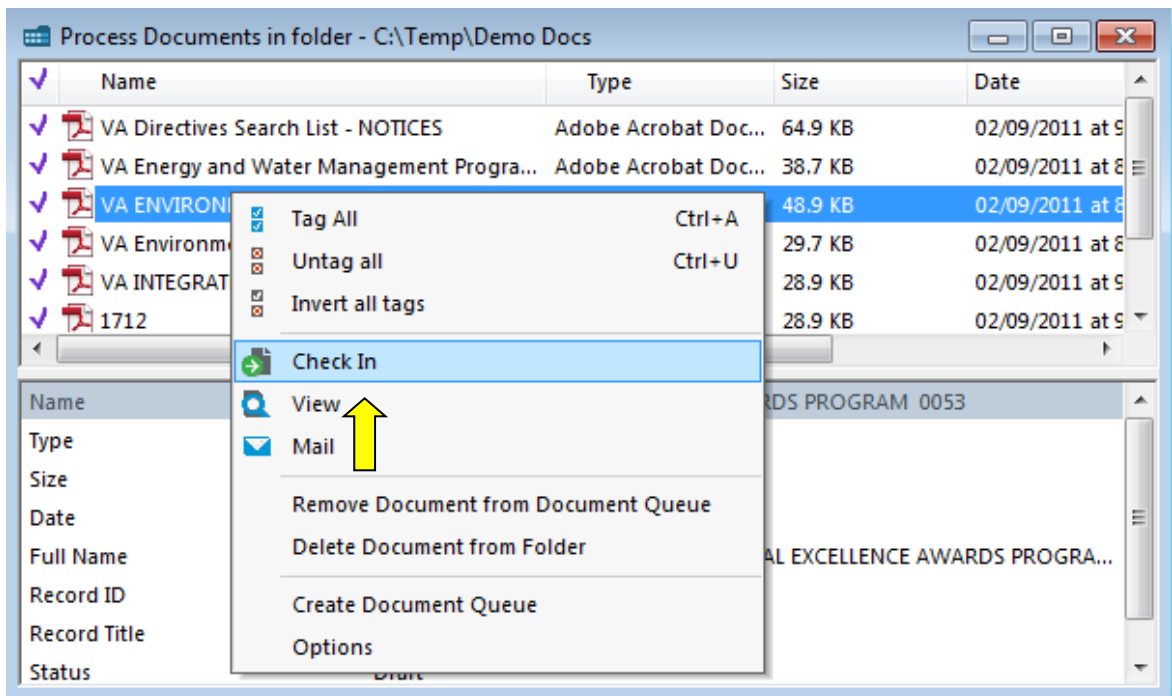 Process Documents in folder - C:\Temp\Demo Docs
Name Type Size Date
VA Directives Search List - NOTICES Adobe Acrobat Doc... 64.9 KB 02/09/2011 at 9
VA Energy and Water Management Progra... Adobe Acrobat Doc... 38.7 KB 02/09/2011 at 8
VA ENVIRON 48.9 KB 02/09/2011 at 8
VA Environm 29.7 KB 02/09/2011 at 8
VA INTEGRAT 28.9 KB 02/09/2011 at 9
1712 28.9 KB 02/09/2011 at 9
Tag All Ctrl+A
Untag all Ctrl+U
Invert all tags
Check In
View
Mail
Remove Document from Document Queue
Delete Document from Folder
Create Document Queue
Options
Name RDS PROGRAM 0053
Type
Size
Date
Full Name AL EXCELLENCE AWARDS PROGRA...
Record ID
Record Title
Status Draft